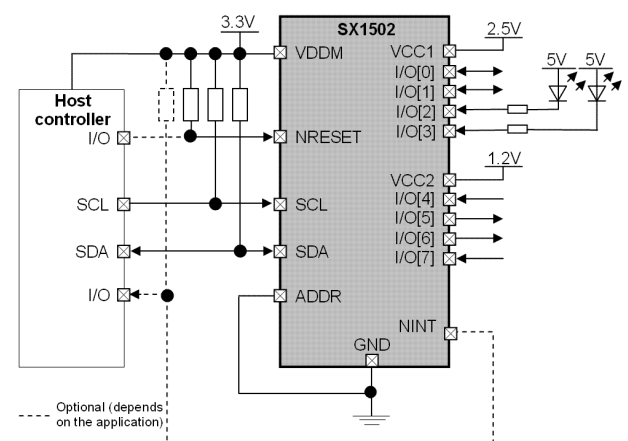 3.3V
SX1502
2.5V
VDDM
VCC1
5V
5V
I/O[0]
I/O[1]
I/O[2]
I/O[3]
Host
controller
I/O
NRESET
1.2V
VCC2
SCL
SCL
I/O[4]
I/O[5]
I/O[6]
I/O[7]
SDA
SDA
I/O
ADDR
NINT
GND
Optional (depends
on the application)